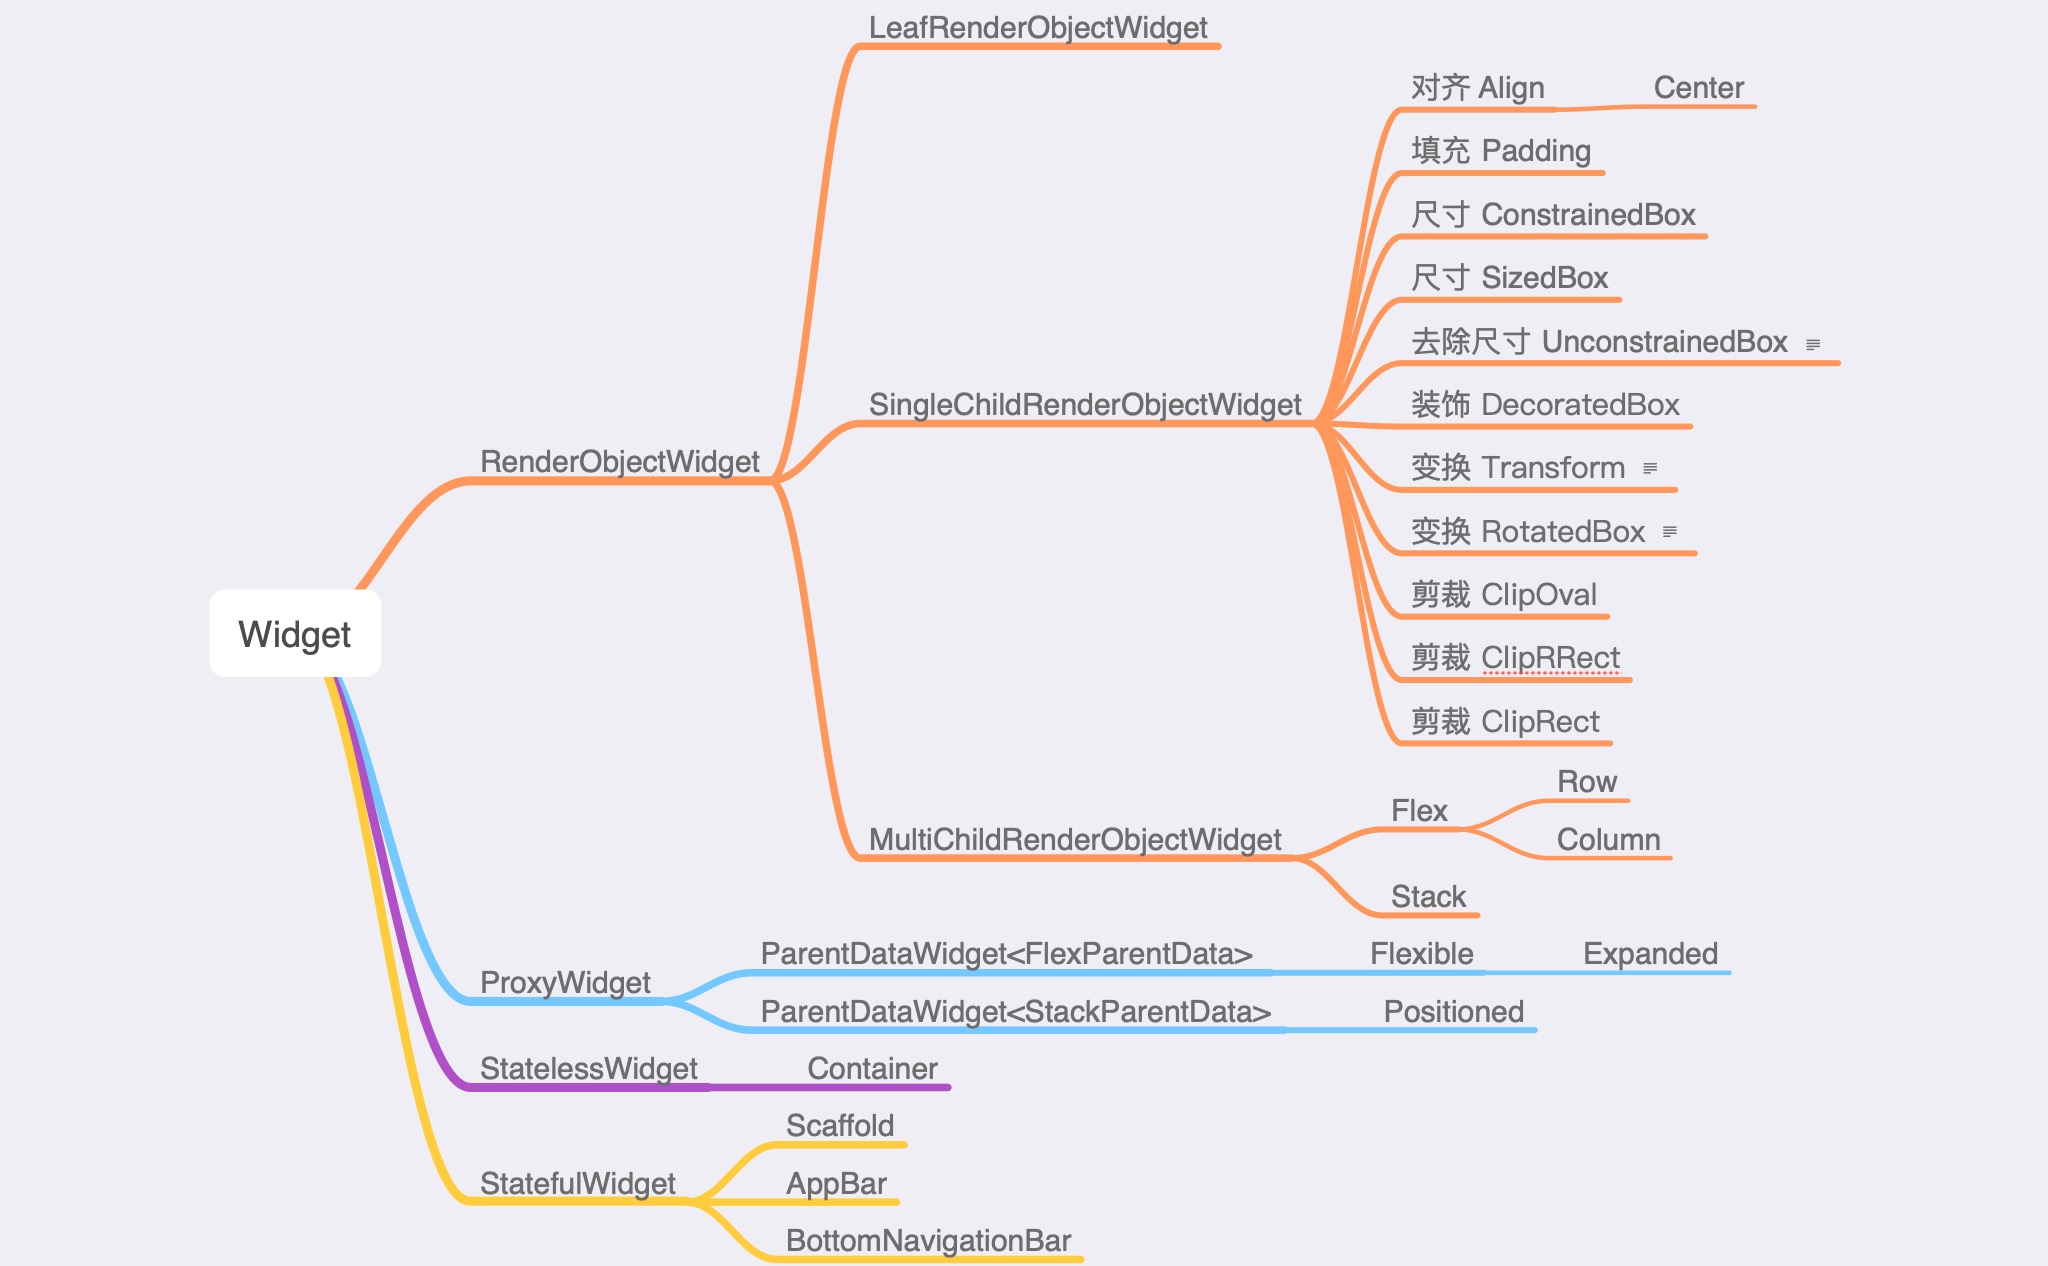 LeafRenderObjectWidget
对齐 Align
Center
填充 Padding
尺寸 ConstrainedBox
尺寸 SizedBox
去除尺寸 UnconstrainedBox
SingleChildRenderObjectWidget
装饰 DecoratedBox
RenderObjectWidget
变换 Transform
变换 RotatedBox
剪裁 ClipOval
Widget
剪裁 ClipRRect
剪裁 ClipRect
Row
Flex
MultiChildRenderObjectWidget
Column
Stack
ProxyWidget
ParentDataWidget<FlexParentData>
Flexible
Expanded
ParentDataWidget<StackParentData>
Positioned
StatelessWidget
Container
Scaffold
StatefulWidget
AppBar
BottomNavigationBar